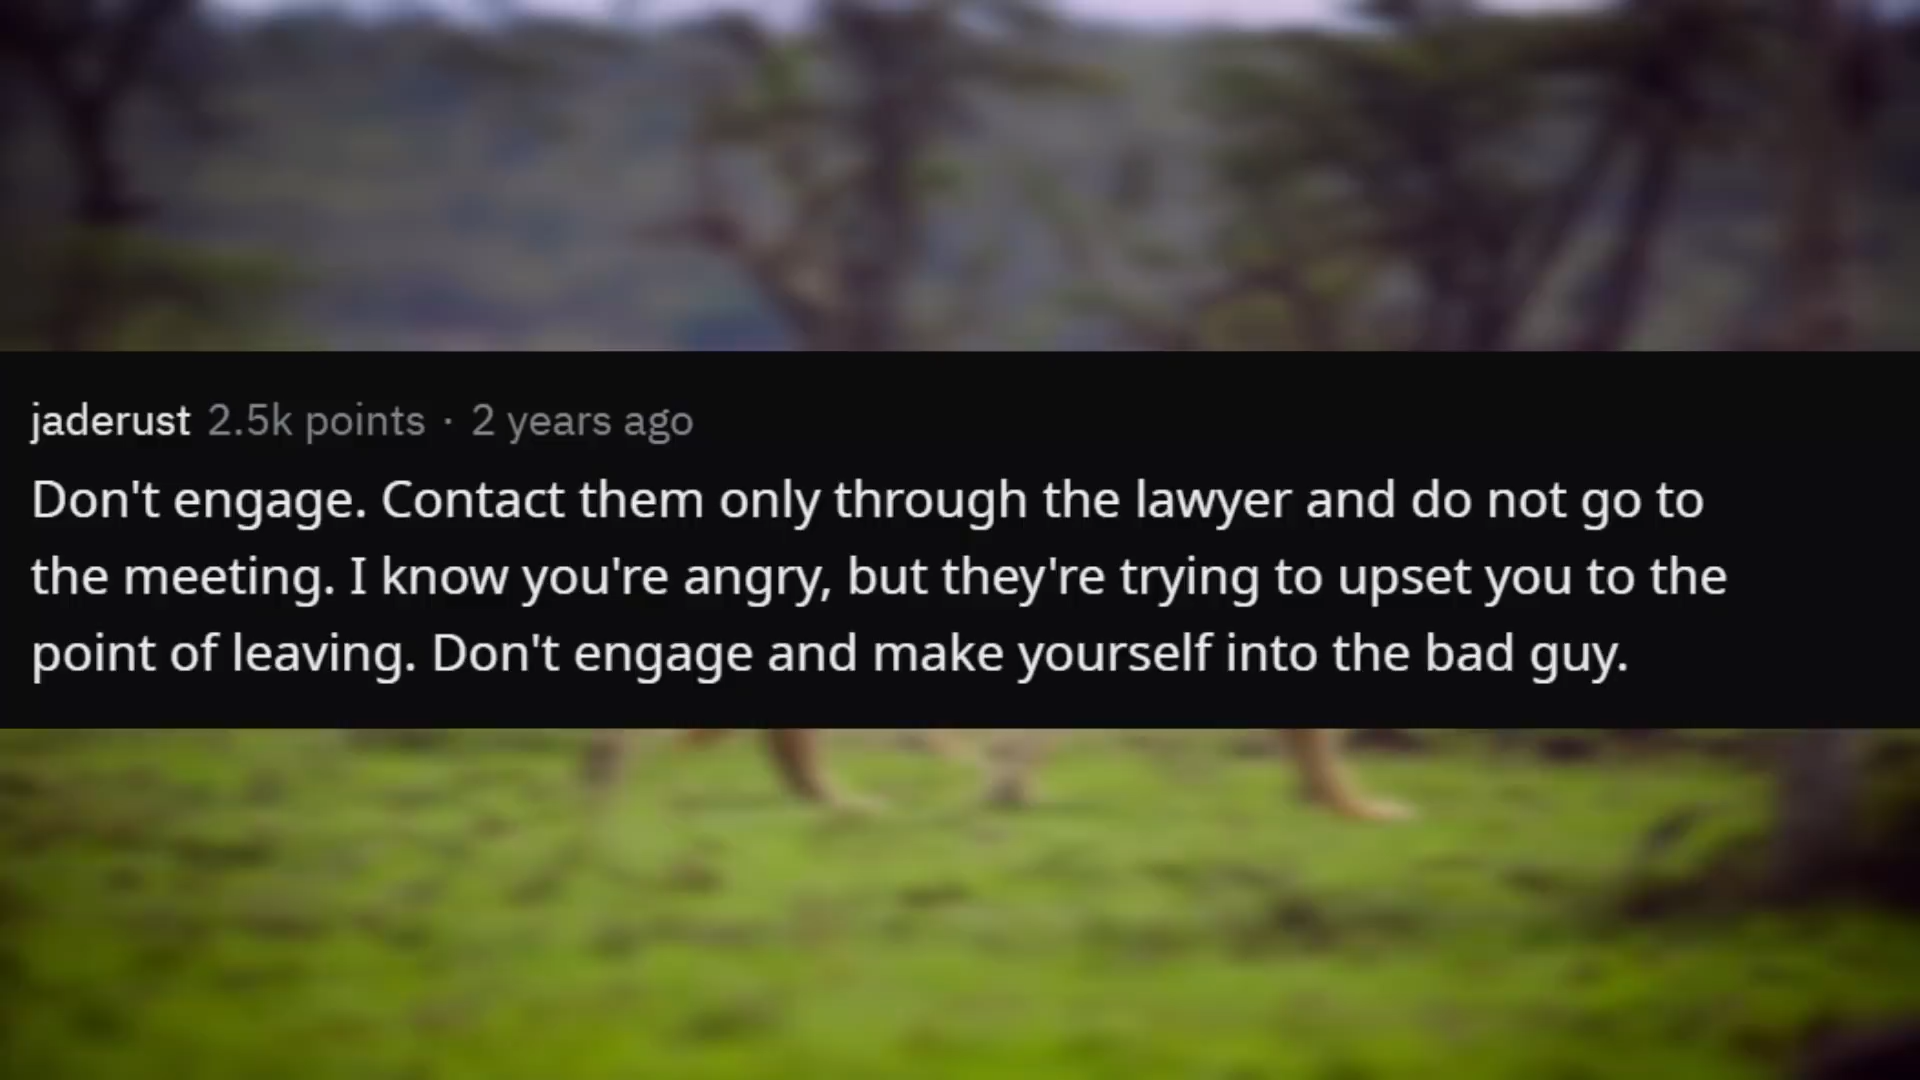 jaderust 2.5k points · 2 years ago
Don't engage. Contact them only through the lawyer and do not go to
the meeting. I know you're angry, but they're trying to upset you to the
point of leaving. Don't engage and make yourself into the bad guy.